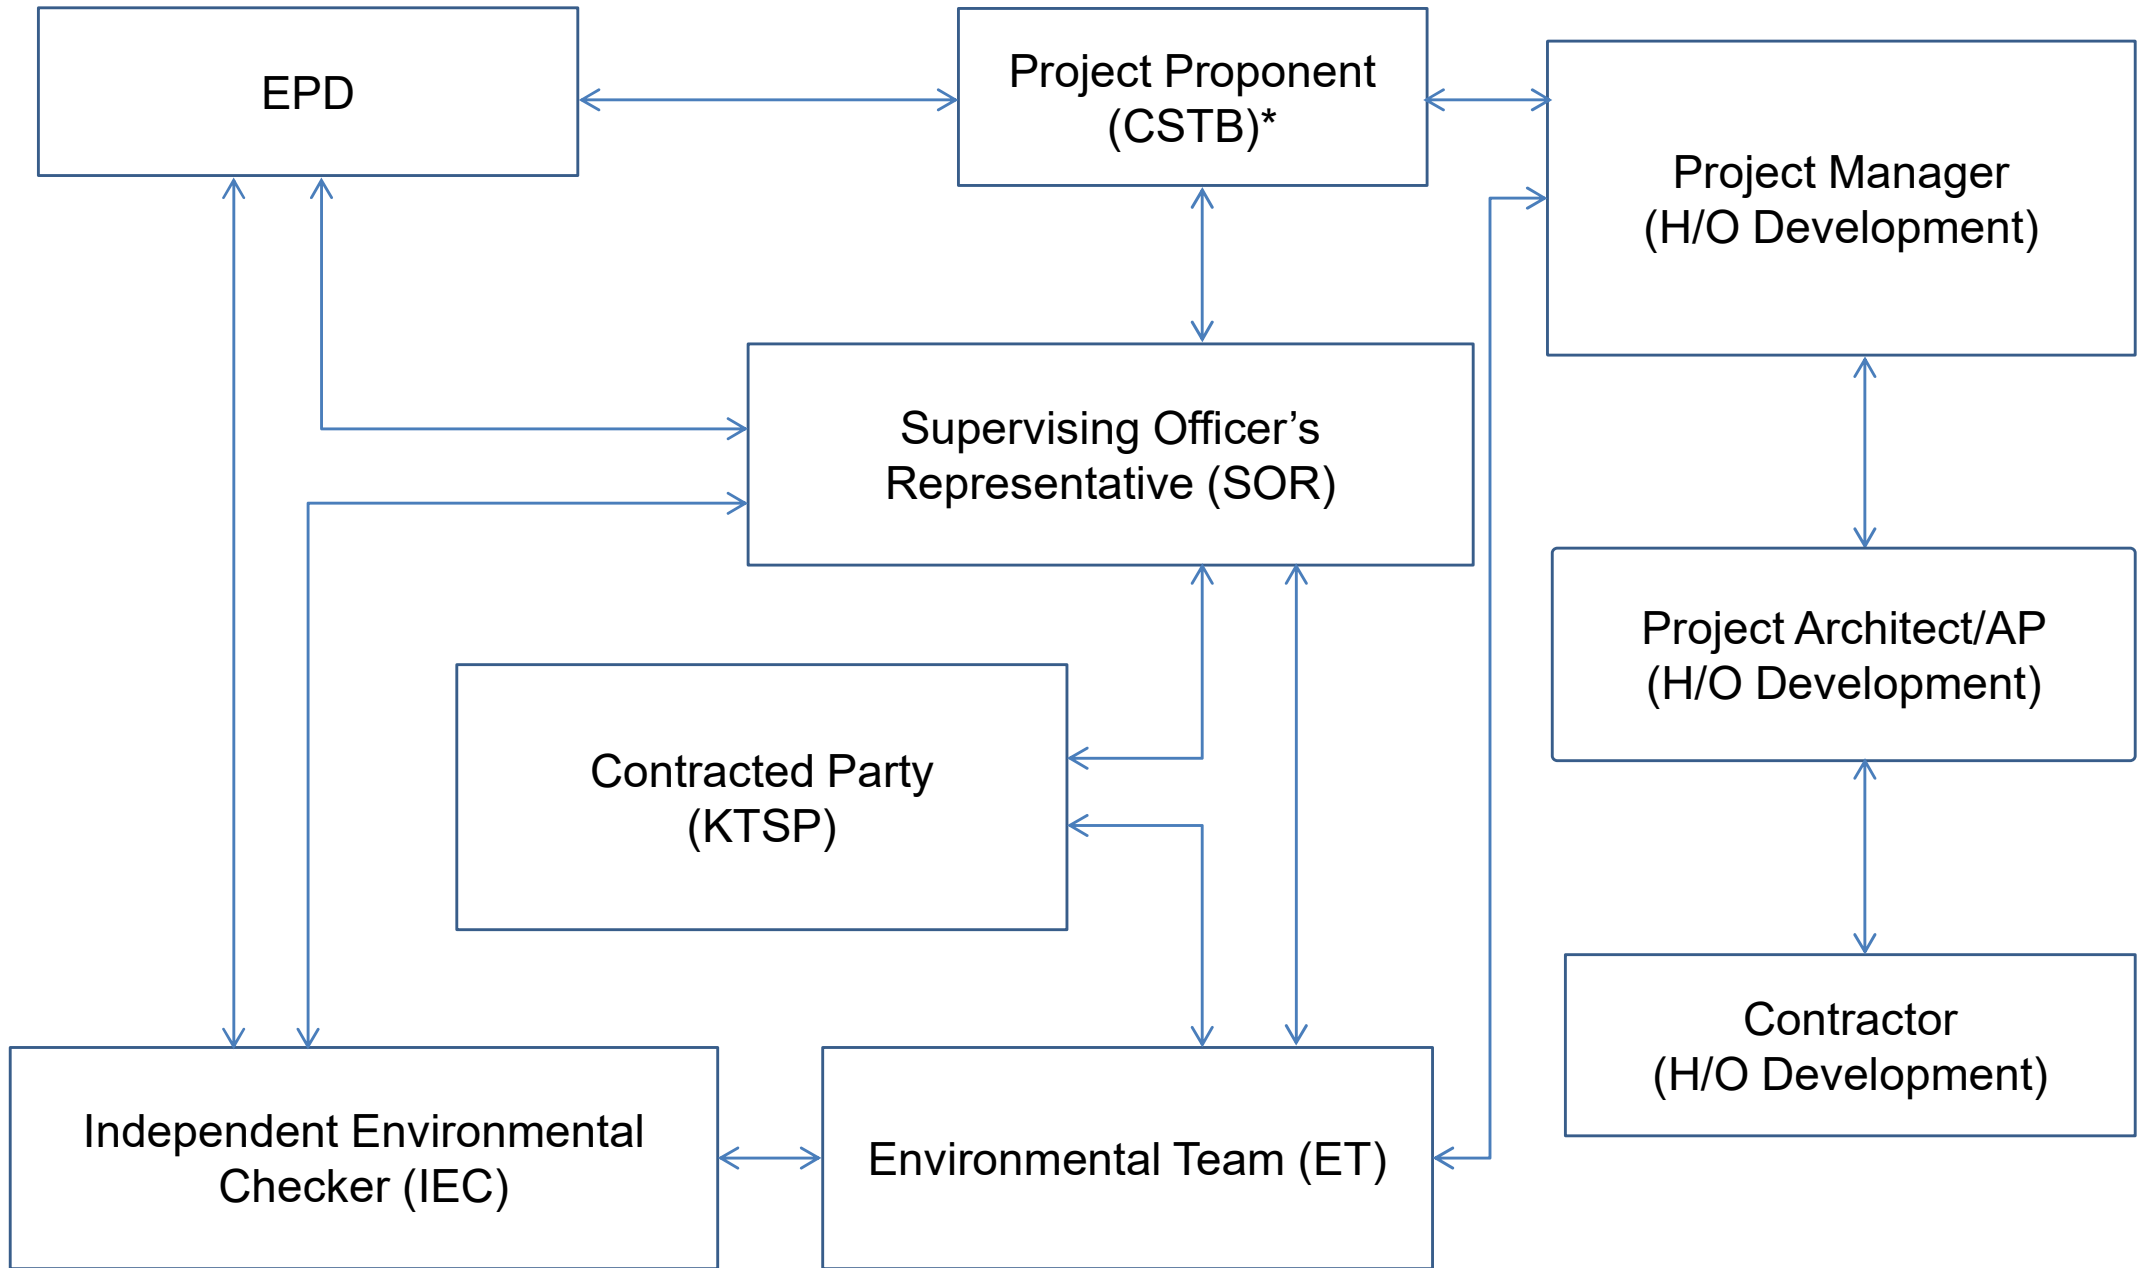 EPD
Project Proponent
(CSTB)*
Project Manager
(H/O Development)
Supervising Officer’s
Representative (SOR)
Project Architect/AP
(H/O Development)
Contracted Party
(KTSP)
Contractor
(H/O Development)
Independent Environmental
Checker (IEC)
Environmental Team (ET)